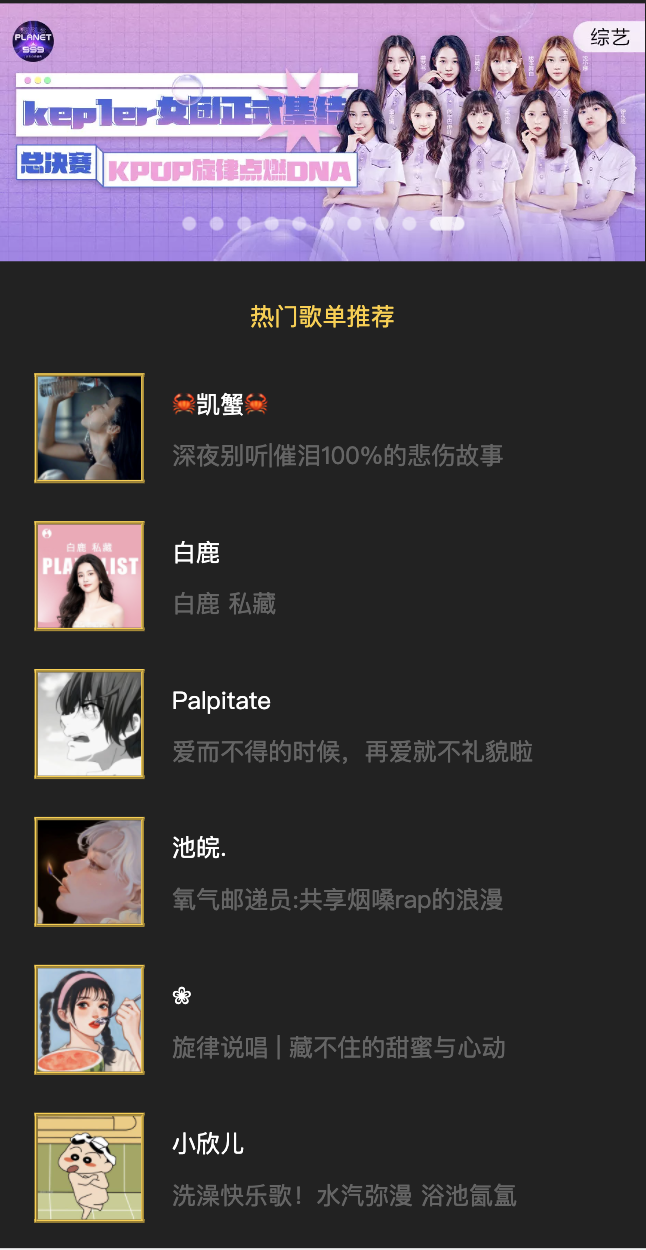 PLANET
999
综艺
kep1er女团正式集结
总决赛
KPOP旋律点燃DNA
热门歌单推荐
🦀凯蟹🦀
深夜别听|催泪100%的悲伤故事
白鹿 私藏
PLAYLIST
白鹿
白鹿 私藏
Palpitate
爱而不得的时候，再爱就不礼貌啦
池皖.
氧气邮递员:共享烟嗓rap的浪漫
❀
旋律说唱 | 藏不住的甜蜜与心动
小欣儿
洗澡快乐歌！水汽弥漫 浴池氤氲